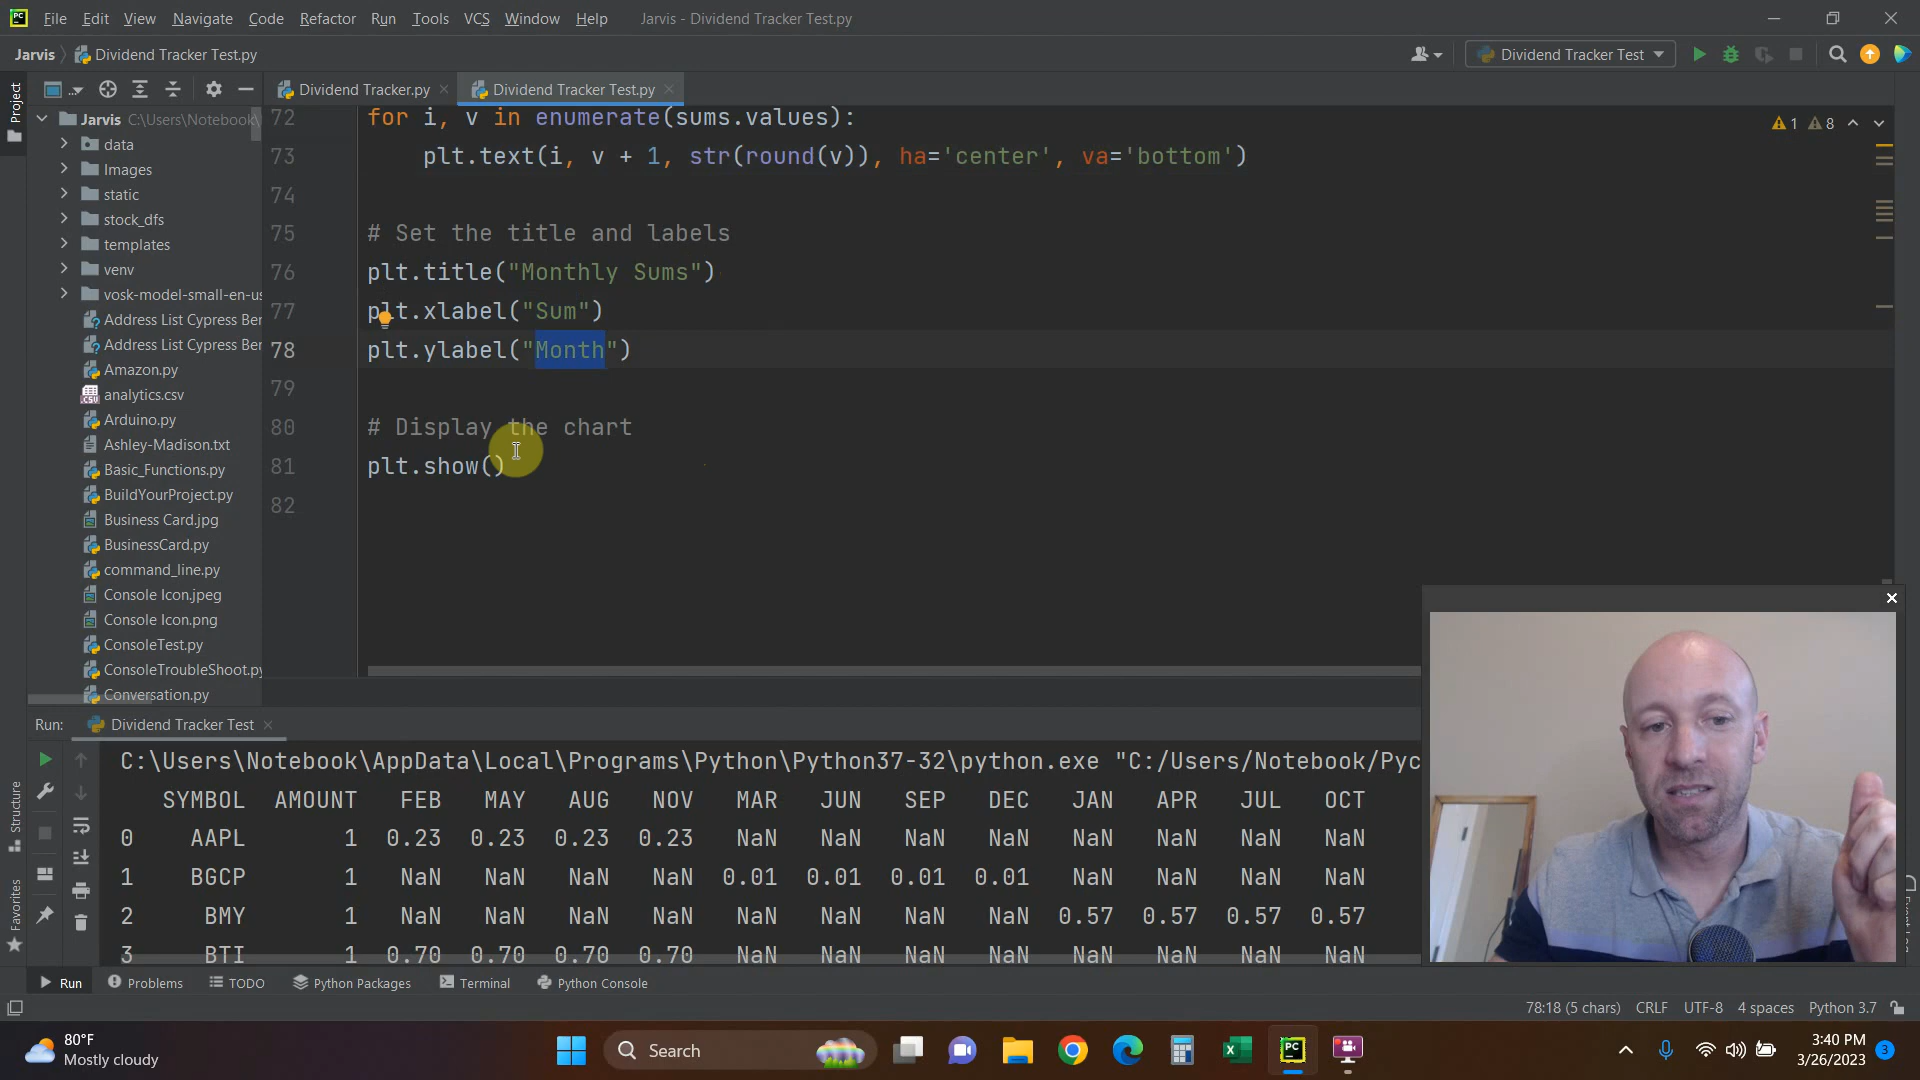 PC File Edit View Navigate Code Refactor Run Tools VCS Window Help Jarvis - Dividend Tracker Test.py
Jarvis Dividend Tracker Test.py Dividend Tracker Test
Dividend Tracker.py Dividend Tracker Test.py
Project
Jarvis C:\Users\Notebook\
data
Images
static
stock_dfs
templates
venv
vosk-model-small-en-us
Address List Cypress Ber
Address List Cypress Ber
Amazon.py
analytics.csv
Arduino.py
Ashley-Madison.txt
Basic_Functions.py
BuildYourProject.py
Business Card.jpg
BusinessCard.py
command_line.py
Console Icon.jpeg
Console Icon.png
ConsoleTest.py
ConsoleTroubleShoot.py
Conversation.py
72 for i, v in enumerate(sums.values):
73 plt.text(i, v + 1, str(round(v)), ha='center', va='bottom')
74
75 # Set the title and labels
76 plt.title("Monthly Sums")
77 plt.xlabel("Sum")
78 plt.ylabel("Month")
79
80 # Display the chart
81 plt.show()
82
1 8
Run: Dividend Tracker Test
C:\Users\Notebook\AppData\Local\Programs\Python\Python37-32\python.exe "C:/Users/Notebook/Pyc
SYMBOL AMOUNT FEB MAY AUG NOV MAR JUN SEP DEC JAN APR JUL OCT
0 AAPL 1 0.23 0.23 0.23 0.23 NaN NaN NaN NaN NaN NaN NaN NaN
1 BGCP 1 NaN NaN NaN NaN 0.01 0.01 0.01 0.01 NaN NaN NaN NaN
2 BMY 1 NaN NaN NaN NaN NaN NaN NaN NaN 0.57 0.57 0.57 0.57
3 BTI 1 0.70 0.70 0.70 0.70 NaN NaN NaN NaN NaN NaN NaN NaN
Structure
Favorites
Run Problems TODO Python Packages Terminal Python Console
78:18 (5 chars) CRLF UTF-8 4 spaces Python 3.7
80°F
Mostly cloudy
Search
PC
3:40 PM
3/26/2023
3